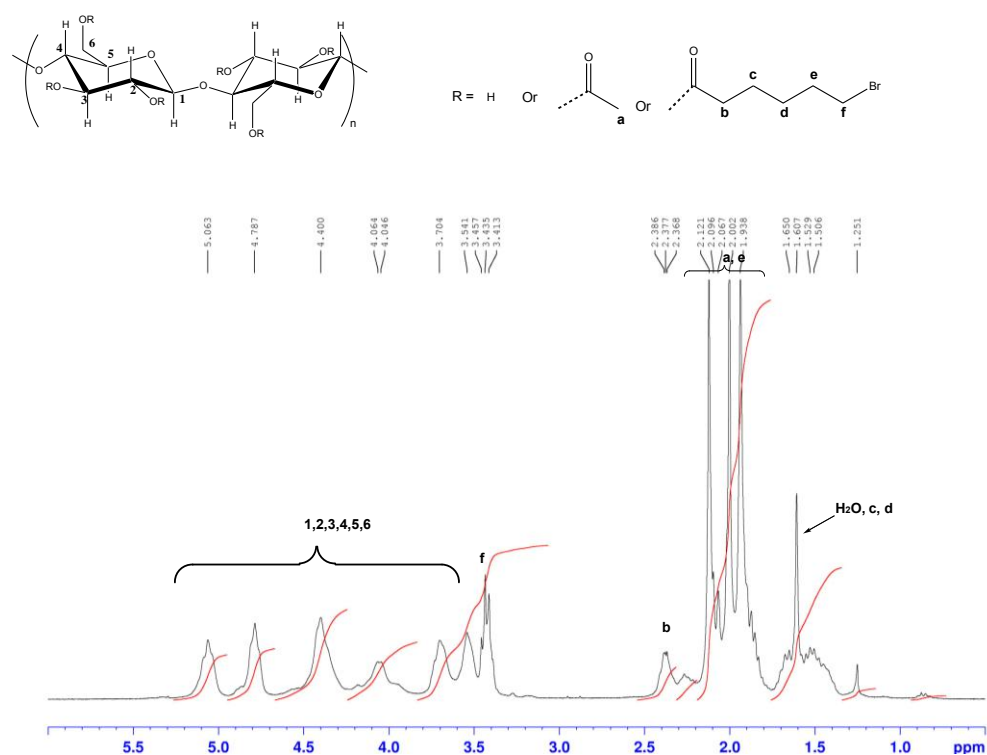 OR
H
6
4
5
O
H
O
RO
3
H
2
OR
1
H
O
H
H
RO
OR
H
O
H
H
OR
n
R = H Or
O
a
Or
O
c
e
Br
b
d
f
5.063
4.787
4.400
4.064
4.046
3.704
3.541
3.457
3.435
3.413
2.386
2.377
2.368
2.121
2.096
2.067
2.002
1.938
1.650
1.607
1.529
1.506
1.251
a, e
1,2,3,4,5,6
f
b
H2O, c, d
5.5 5.0 4.5 4.0 3.5 3.0 2.5 2.0 1.5 1.0 ppm